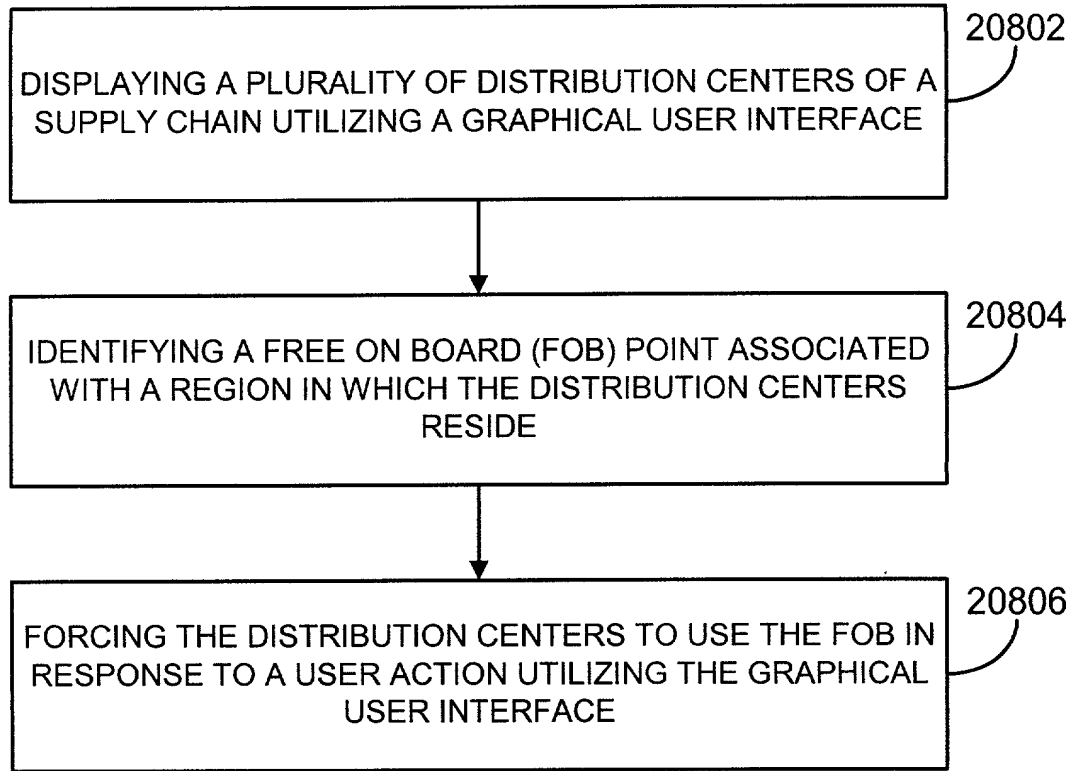 20802
DISPLAYING A PLURALITY OF DISTRIBUTION CENTERS OF A
SUPPLY CHAIN UTILIZING A GRAPHICAL USER INTERFACE
20804
IDENTIFYING A FREE ON BOARD (FOB) POINT ASSOCIATED
WITH A REGION IN WHICH THE DISTRIBUTION CENTERS
RESIDE
20806
FORCING THE DISTRIBUTION CENTERS TO USE THE FOB IN
RESPONSE TO A USER ACTION UTILIZING THE GRAPHICAL
USER INTERFACE